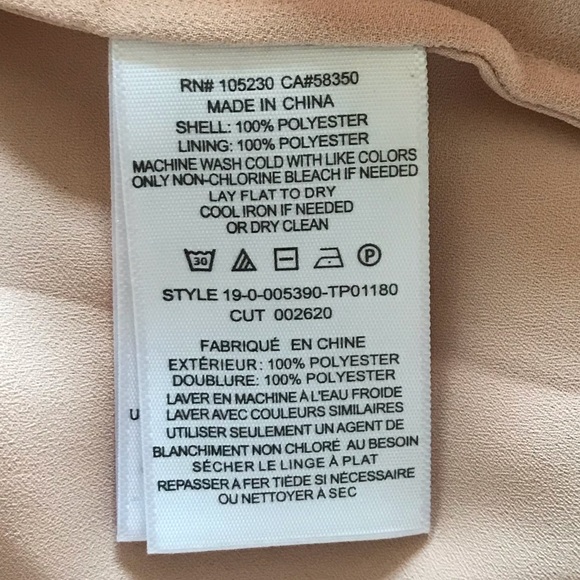 RN# 105230 CA#58350
MADE IN CHINA
SHELL: 100% POLYESTER
LINING: 100% POLYESTER
MACHINE WASH COLD WITH LIKE COLORS
ONLY NON-CHLORINE BLEACH IF NEEDED
LAY FLAT TO DRY
COOL IRON IF NEEDED
OR DRY CLEAN
30 P
STYLE 19-0-005390-TP01180
CUT 002620
FABRIQUÉ EN CHINE
EXTÉRIEUR: 100% POLYESTER
DOUBLURE: 100% POLYESTER
LAVER EN MACHINE À L'EAU FROIDE
U LAVER AVEC COULEURS SIMILAIRES
UTILISER SEULEMENT UN AGENT DE
BLANCHIMENT NON CHLORÉ AU BESOIN
SÉCHER LE LINGE À PLAT
REPASSER À FER TIÈDE SI NÉCESSAIRE
OU NETTOYER À SEC